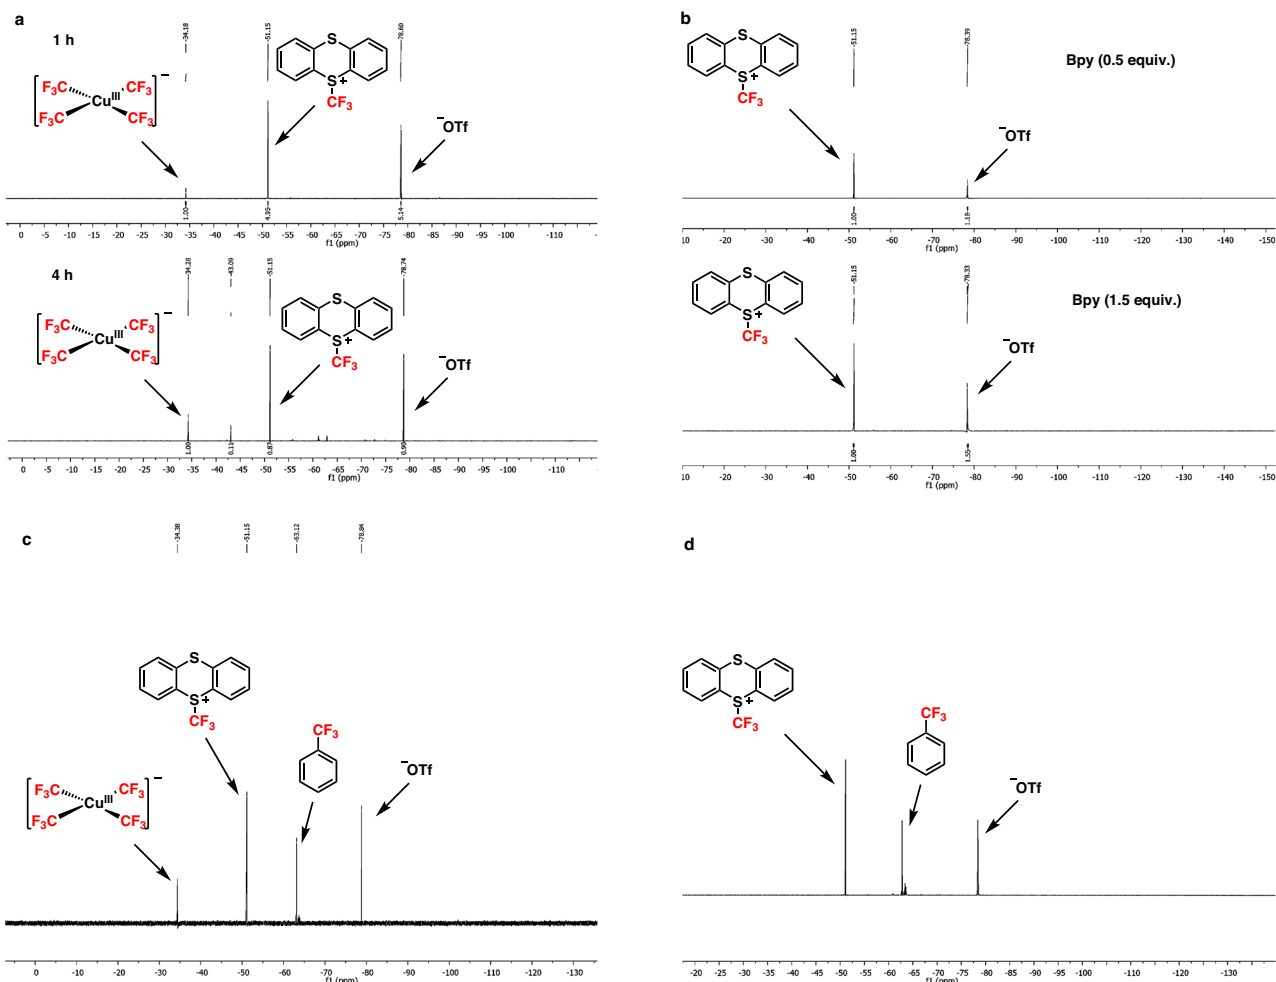 a
1 h
-34.18
-51.15
-78.60
[F₃C F₃C Cuᴵᴵᴵ CF₃ CF₃]⁻
S
S+
CF₃
⁻OTf
1.00
4.95
5.14
0 -5 -10 -15 -20 -25 -30 -35 -40 -45 -50 -55 -60 -65 -70 -75 -80 -85 -90 -100 -110
f1 (ppm)
4 h
-34.28
-43.09
-51.15
-78.74
[F₃C F₃C Cuᴵᴵᴵ CF₃ CF₃]⁻
S
S+
CF₃
⁻OTf
1.00
0.11
0.87
0.90
0 -5 -10 -15 -20 -25 -30 -35 -40 -45 -50 -55 -60 -65 -70 -75 -80 -85 -90 -100 -110
f1 (ppm)
b
-51.15
-78.39
Bpy (0.5 equiv.)
S
S+
CF₃
⁻OTf
1.00
1.18
10 -20 -30 -40 -50 -60 -70 -80 -90 -100 -110 -120 -130 -140 -150
f1 (ppm)
-51.15
-78.33
Bpy (1.5 equiv.)
S
S+
CF₃
⁻OTf
1.00
1.55
10 -20 -30 -40 -50 -60 -70 -80 -90 -100 -110 -120 -130 -140 -150
f1 (ppm)
c
-34.38
-51.15
-63.12
-78.84
S
S+
CF₃
CF₃
⁻OTf
[F₃C F₃C Cuᴵᴵᴵ CF₃ CF₃]⁻
0 -10 -20 -30 -40 -50 -60 -70 -80 -90 -100 -110 -120 -130
f1 (ppm)
d
S
S+
CF₃
CF₃
⁻OTf
-20 -25 -30 -35 -40 -45 -50 -55 -60 -65 -70 -75 -80 -85 -90 -95 -100 -110 -120 -130
f1 (ppm)